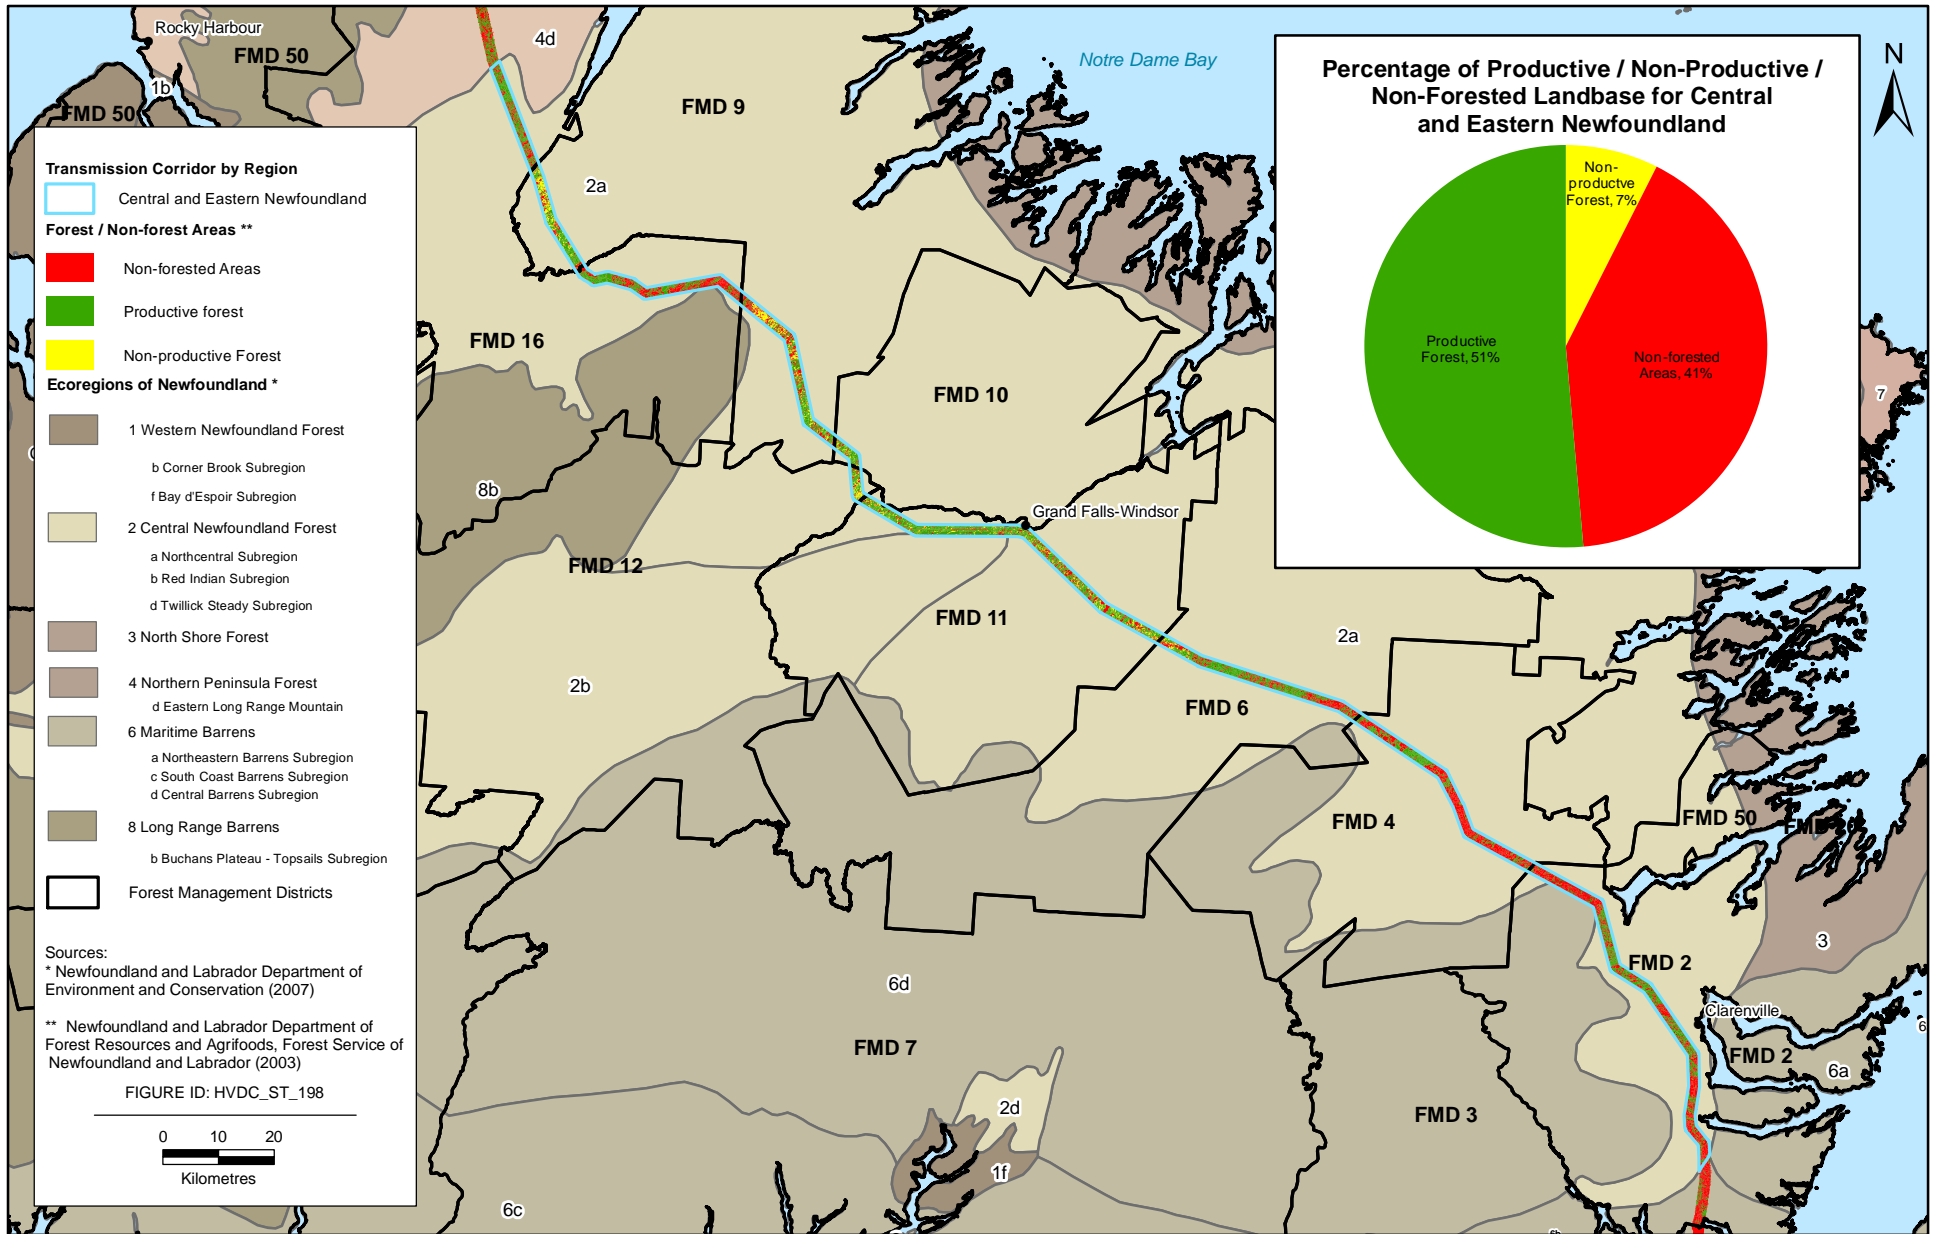 Rocky Harbour
FMD 50
4d
1b
FMD 50
FMD 9
Notre Dame Bay
N
2a
Percentage of Productive / Non-Productive /
Non-Forested Landbase for Central
and Eastern Newfoundland
Non-
productve
Forest, 7%
Productive
Forest, 51%
Non-forested
Areas, 41%
Transmission Corridor by Region
Central and Eastern Newfoundland
Forest / Non-forest Areas **
Non-forested Areas
Productive forest
Non-productive Forest
Ecoregions of Newfoundland *
1 Western Newfoundland Forest
b Corner Brook Subregion
f Bay d'Espoir Subregion
2 Central Newfoundland Forest
a Northcentral Subregion
b Red Indian Subregion
d Twillick Steady Subregion
3 North Shore Forest
4 Northern Peninsula Forest
d Eastern Long Range Mountain
6 Maritime Barrens
a Northeastern Barrens Subregion
c South Coast Barrens Subregion
d Central Barrens Subregion
8 Long Range Barrens
b Buchans Plateau - Topsails Subregion
Forest Management Districts
Sources:
* Newfoundland and Labrador Department of
Environment and Conservation (2007)
** Newfoundland and Labrador Department of
Forest Resources and Agrifoods, Forest Service of
Newfoundland and Labrador (2003)
FIGURE ID: HVDC_ST_198
0 10 20
Kilometres
FMD 16
FMD 10
7
8b
Grand Falls-Windsor
FMD 12
FMD 11
2a
2b
FMD 6
FMD 4
FMD 50
3
FMD 2
6d
Clarenville
FMD 7
FMD 2
6a
6
2d
FMD 3
1f
6c